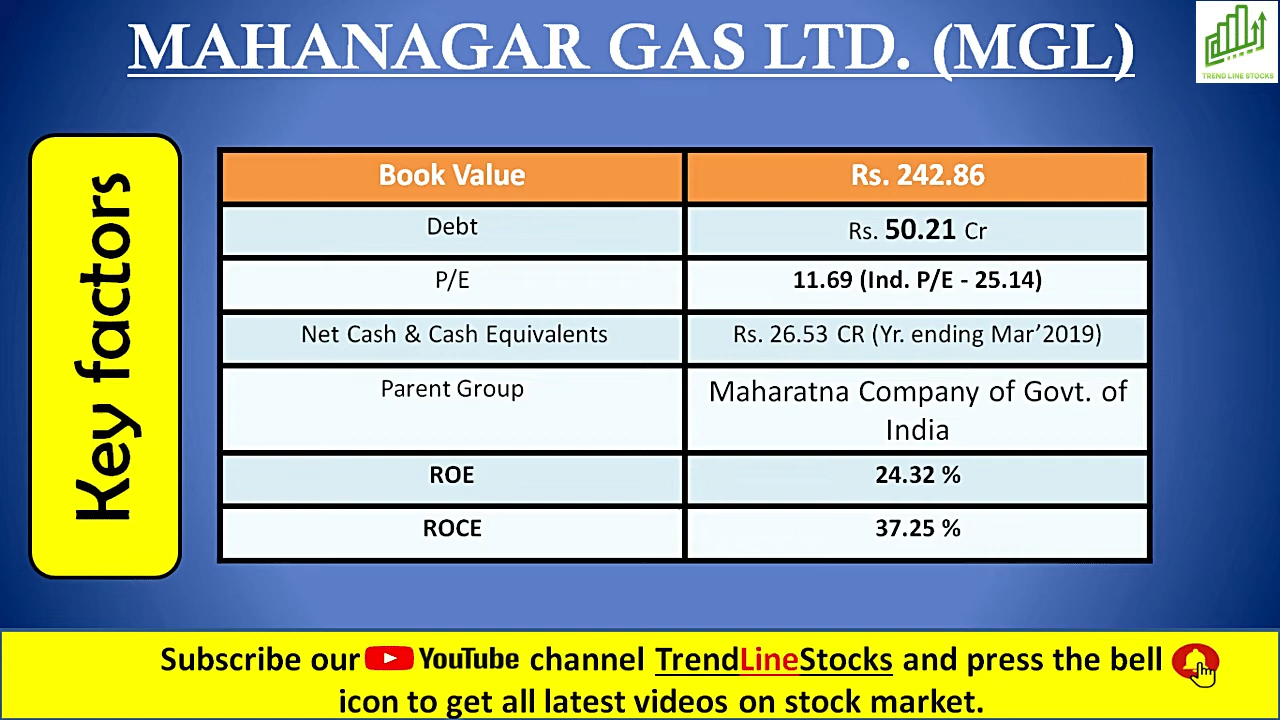 MAHANAGAR GAS LTD. (MGL)
TREND LINE STOCKS
Key factors
Book Value Rs. 242.86
Debt Rs. 50.21 Cr
P/E 11.69 (Ind. P/E - 25.14)
Net Cash & Cash Equivalents Rs. 26.53 CR (Yr. ending Mar’2019)
Parent Group Maharatna Company of Govt. of
India
ROE 24.32 %
ROCE 37.25 %
Subscribe our YouTube channel TrendLineStocks and press the bell
icon to get all latest videos on stock market.